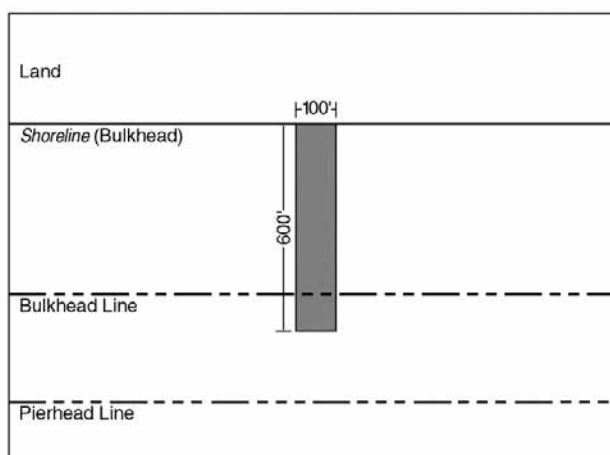 Land
100'
Shoreline (Bulkhead)
600'
Bulkhead Line
Pierhead Line